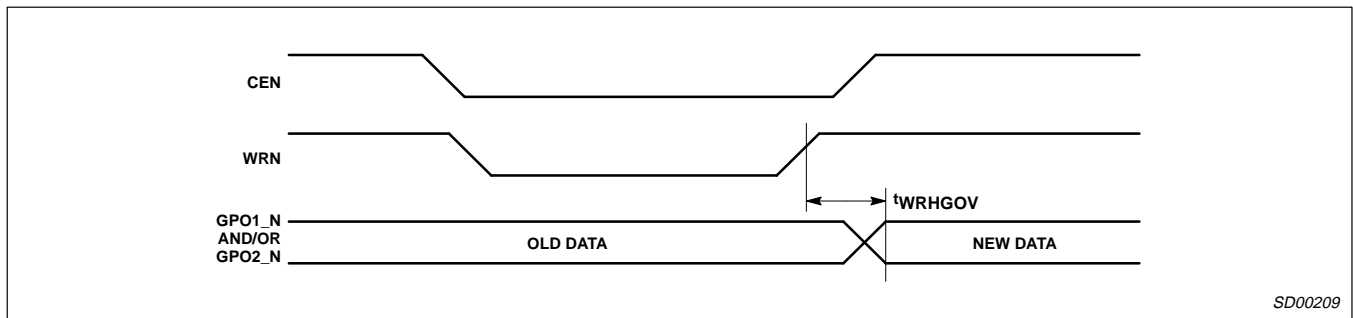 CEN
WRN
tWRHGOV
GPO1_N
AND/OR
GPO2_N
OLD DATA
NEW DATA
SD00209